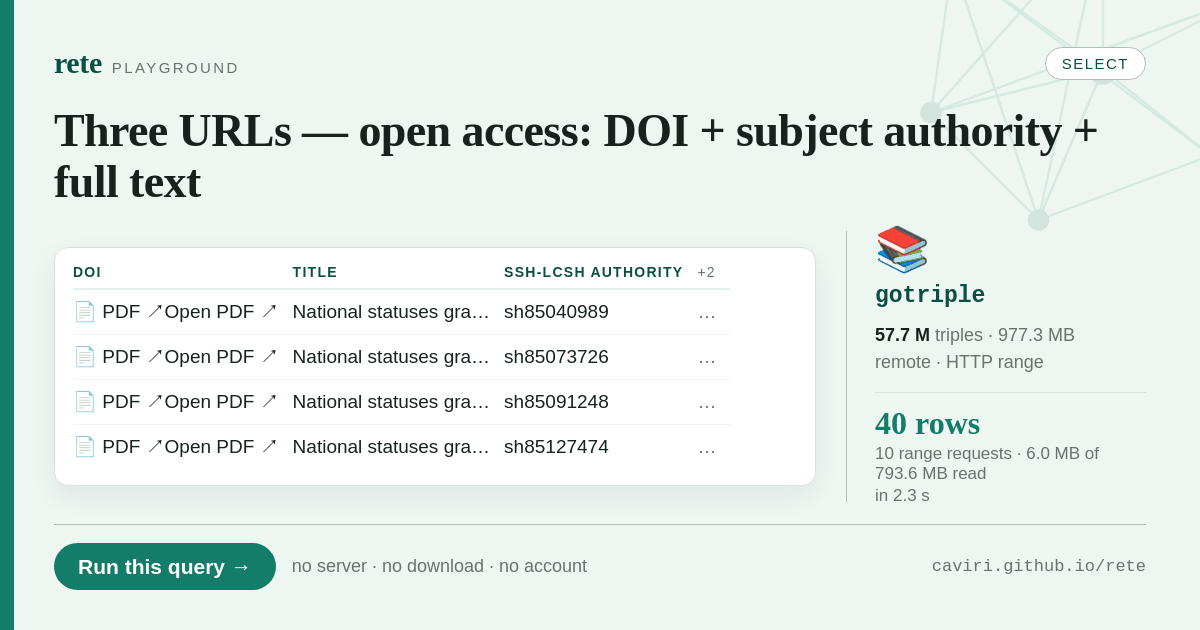 rete PLAYGROUND
SELECT
Three URLs — open access: DOI + subject authority +
full text
DOI TITLE SSH-LCSH AUTHORITY +2
PDF ↗Open PDF ↗ National statuses gra… sh85040989 …
PDF ↗Open PDF ↗ National statuses gra… sh85073726 …
PDF ↗Open PDF ↗ National statuses gra… sh85091248 …
PDF ↗Open PDF ↗ National statuses gra… sh85127474 …
gotriple
57.7 M triples · 977.3 MB
remote · HTTP range
40 rows
10 range requests · 6.0 MB of
793.6 MB read
in 2.3 s
Run this query →
no server · no download · no account
caviri.github.io/rete